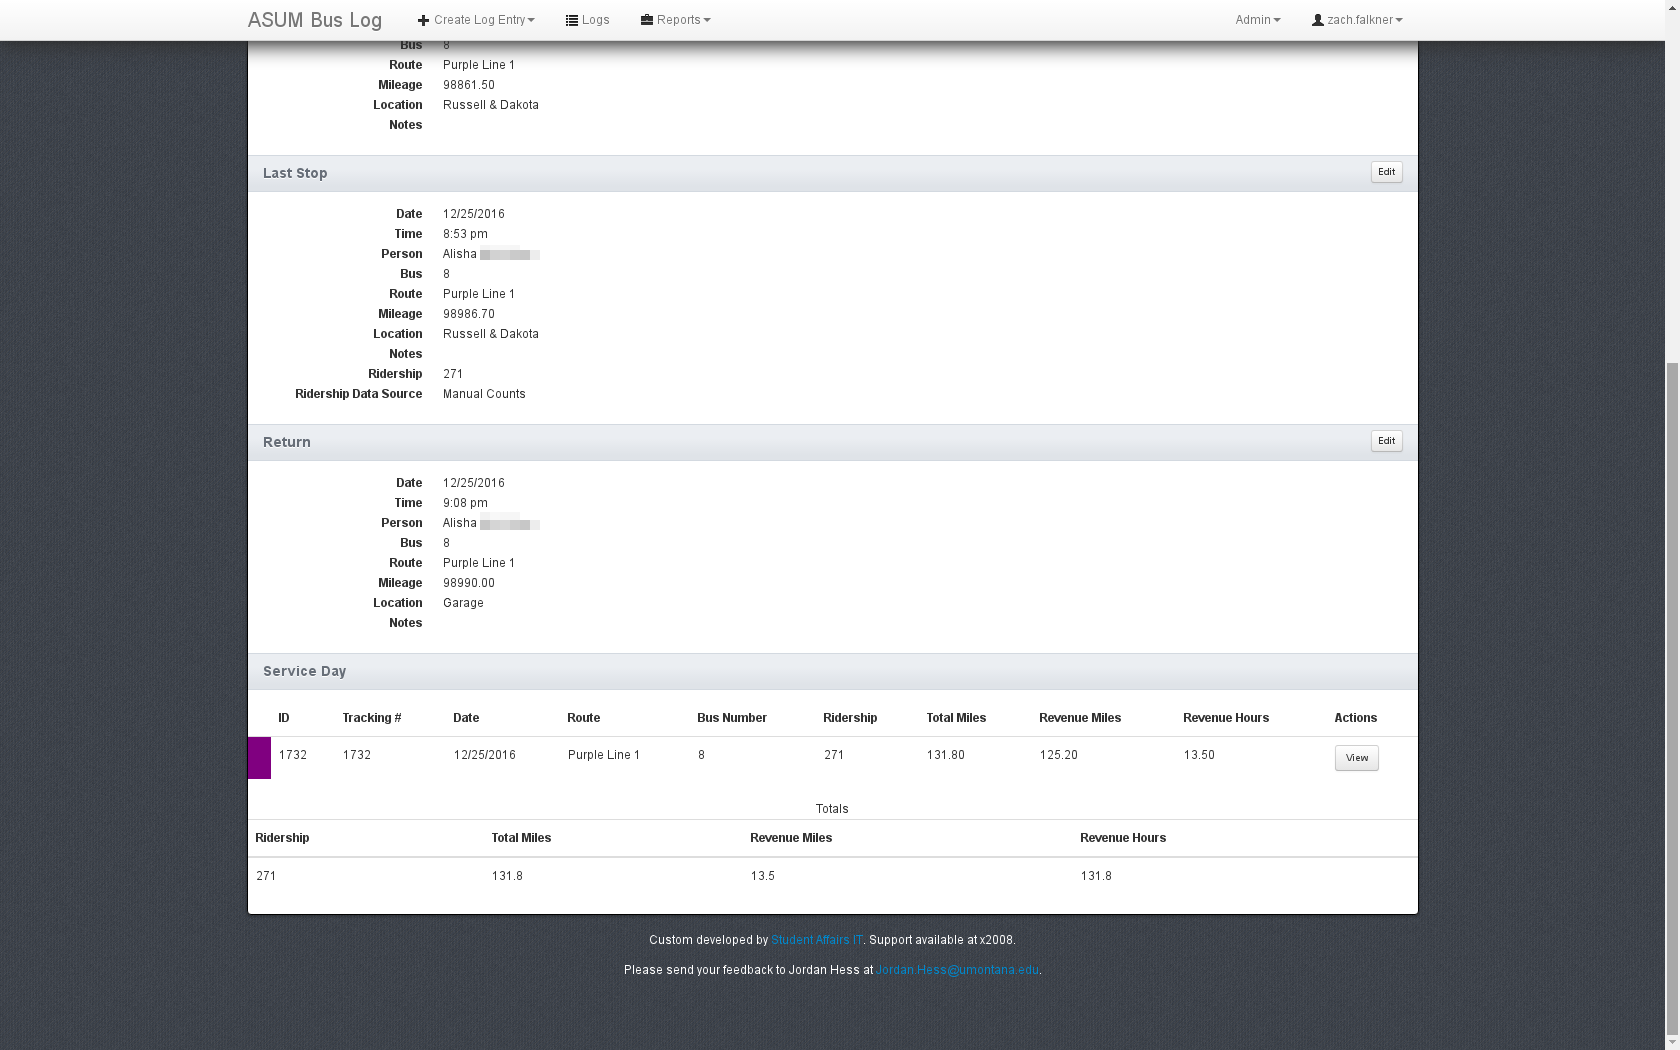 ASUM Bus Log Create Log Entry Logs Reports Admin zach.falkner
Bus 8
Route Purple Line 1
Mileage 98861.50
Location Russell & Dakota
Notes
Last Stop Edit
Date 12/25/2016
Time 8:53 pm
Person Alisha
Bus 8
Route Purple Line 1
Mileage 98986.70
Location Russell & Dakota
Notes
Ridership 271
Ridership Data Source Manual Counts
Return Edit
Date 12/25/2016
Time 9:08 pm
Person Alisha
Bus 8
Route Purple Line 1
Mileage 98990.00
Location Garage
Notes
Service Day
ID Tracking # Date Route Bus Number Ridership Total Miles Revenue Miles Revenue Hours Actions
1732 1732 12/25/2016 Purple Line 1 8 271 131.80 125.20 13.50 View
Totals
Ridership Total Miles Revenue Miles Revenue Hours
271 131.8 13.5 131.8
Custom developed by Student Affairs IT. Support available at x2008.
Please send your feedback to Jordan Hess at Jordan.Hess@umontana.edu.